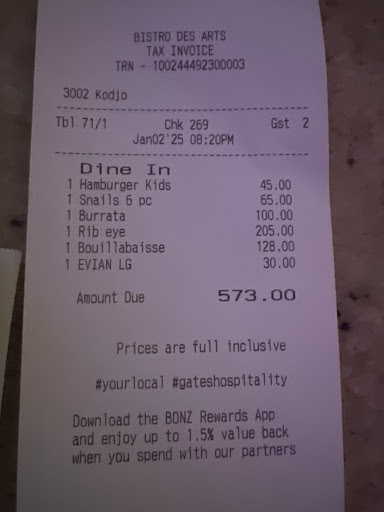 BISTRO DES ARTS
TAX INVOICE
TRN - 100244492300003
3002 Kodjo
Tbl 71/1 Chk 269 Gst 2
Jan02'25 08:20PM
Dine In
1 Hamburger Kids 45.00
1 Snails 6 pc 65.00
1 Burrata 100.00
1 Rib eye 205.00
1 Bouillabaisse 128.00
1 EVIAN LG 30.00
Amount Due 573.00
Prices are full inclusive
#yourlocal #gateshospitality
Download the BONZ Rewards App
and enjoy up to 1.5% value back
when you spend with our partners